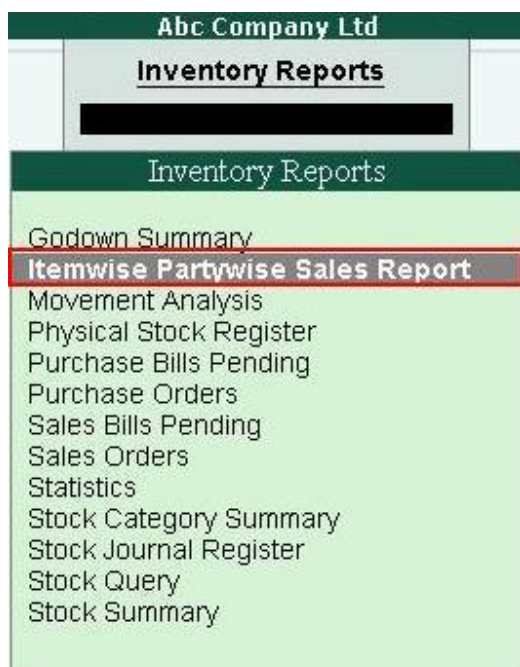 Abc Company Ltd
Inventory Reports
Inventory Reports
Godown Summary
Itemwise Partywise Sales Report
Movement Analysis
Physical Stock Register
Purchase Bills Pending
Purchase Orders
Sales Bills Pending
Sales Orders
Statistics
Stock Category Summary
Stock Journal Register
Stock Query
Stock Summary